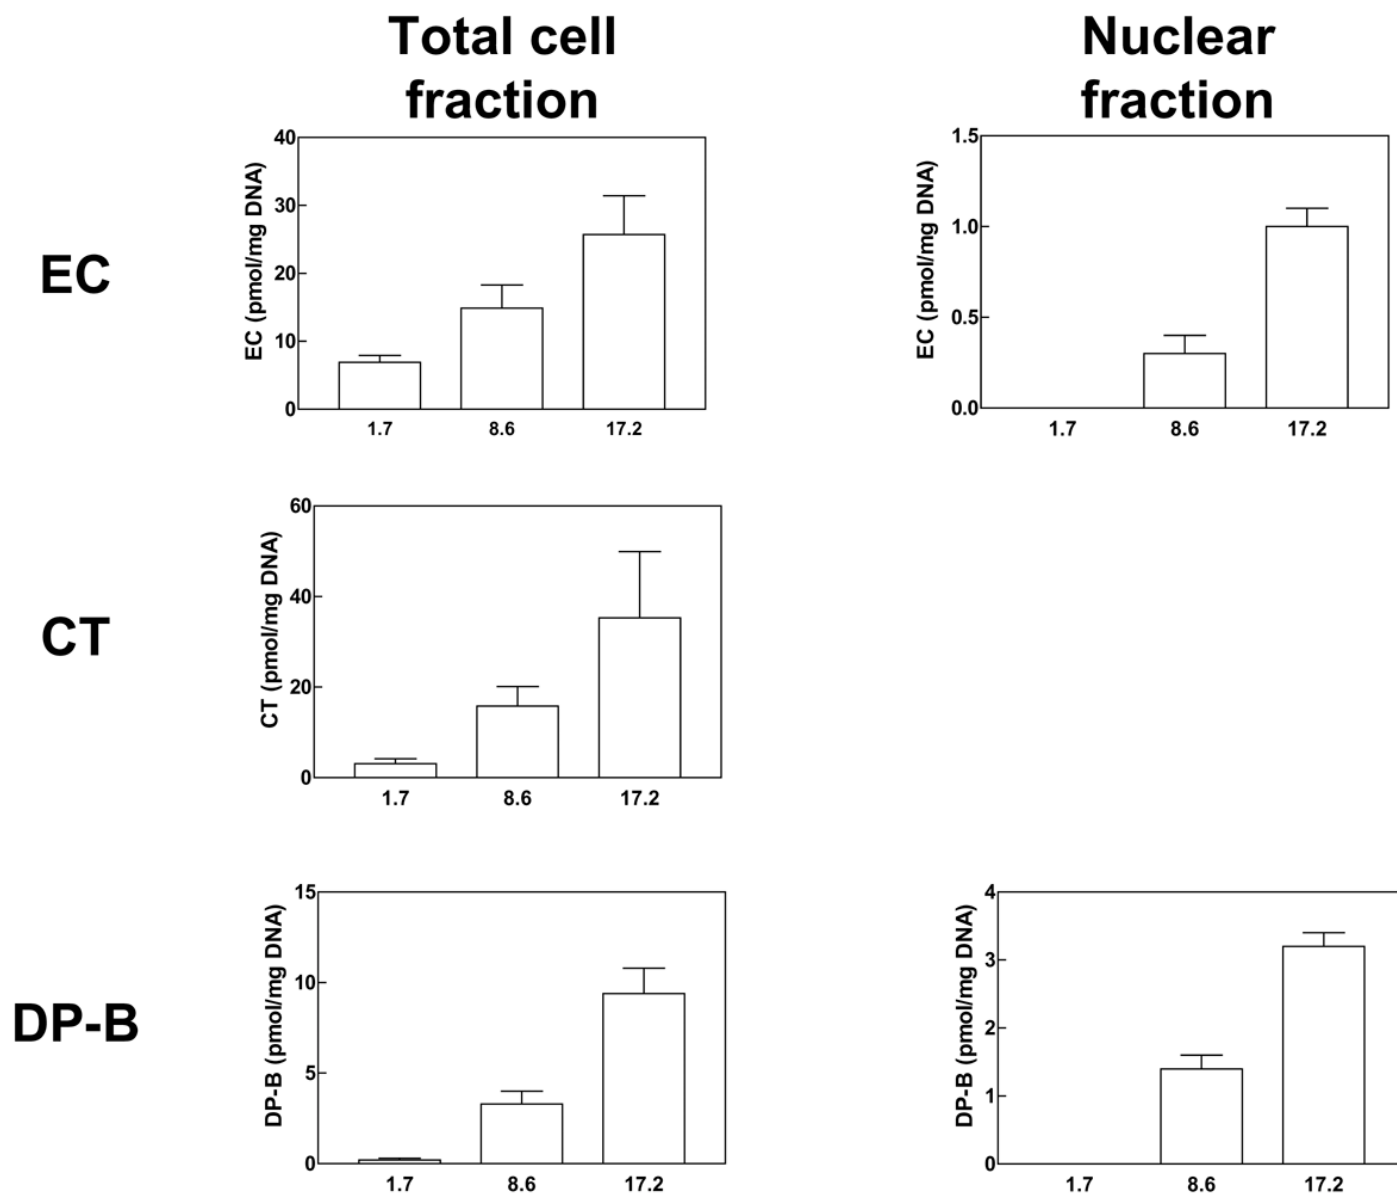 Total cell
fraction
Nuclear
fraction
EC
EC (pmol/mg DNA)
40
30
20
10
0
1.7 8.6 17.2
EC (pmol/mg DNA)
1.5
1.0
0.5
0.0
1.7 8.6 17.2
CT
CT (pmol/mg DNA)
60
40
20
0
1.7 8.6 17.2
DP-B
DP-B (pmol/mg DNA)
15
10
5
0
1.7 8.6 17.2
DP-B (pmol/mg DNA)
4
3
2
1
0
1.7 8.6 17.2